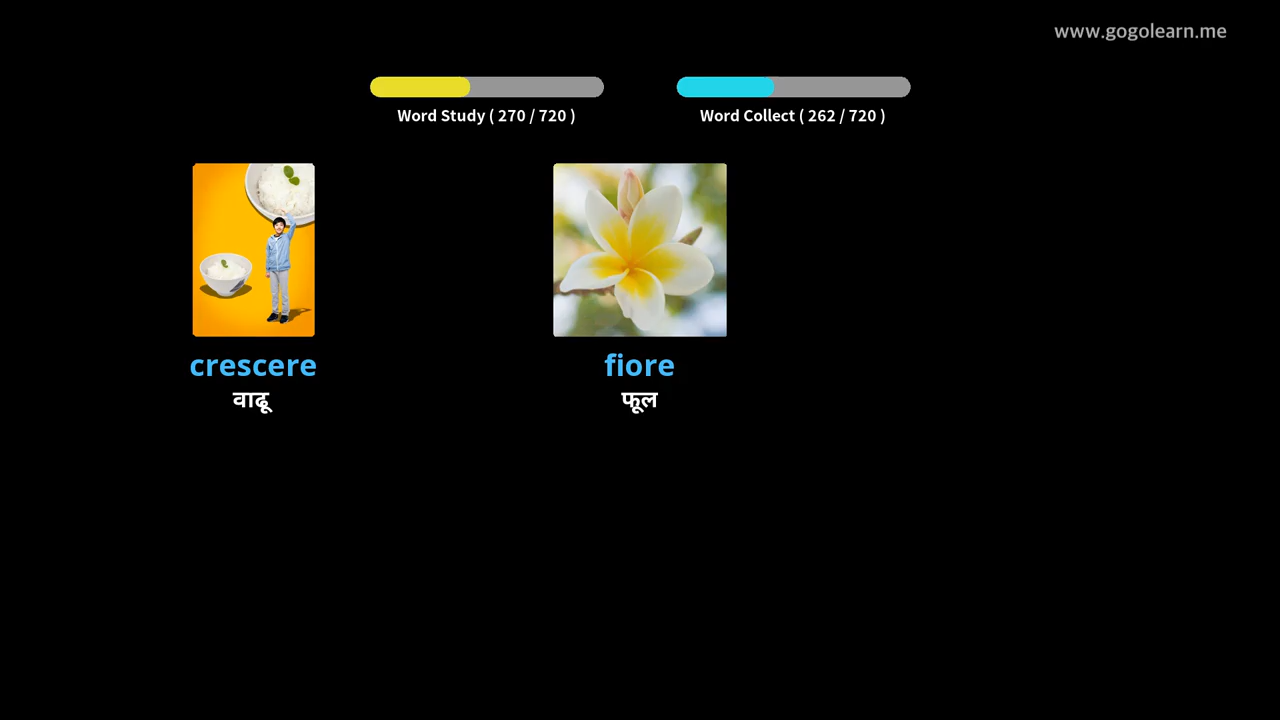 www.gogolearn.me
Word Study ( 270 / 720 )
Word Collect ( 262 / 720 )
crescere
वाढू
fiore
फूल